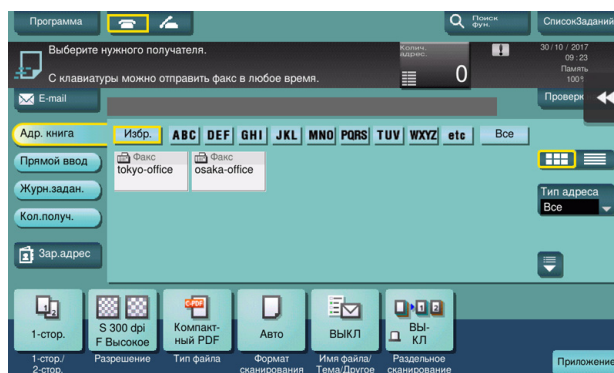 Программа
Поиск
фун.
СписокЗаданий
Выберите нужного получателя.
С клавиатуры можно отправить факс в любое время.
Колич.
адрес.
0
30/10/2017
09:23
Память
100%
E-mail
Проверк
Адр. книга
Избр.
ABC
DEF
GHI
JKL
MNO
PQRS
TUV
WXYZ
etc
Все
Прямой ввод
Факс
tokyo-office
Факс
osaka-office
Журн.задан.
Тип адреса
Все
Кол.получ.
Зар.адрес
1-стор.
S 300 dpi
F Высокое
C-PDF
Компакт-
ный PDF
Авто
ВЫКЛ
ВЫ-
КЛ
1-стор./
2-стор.
Разрешение
Тип файла
Формат
сканирования
Имя файла/
Тема/Другое
Раздельное
сканирование
Приложение